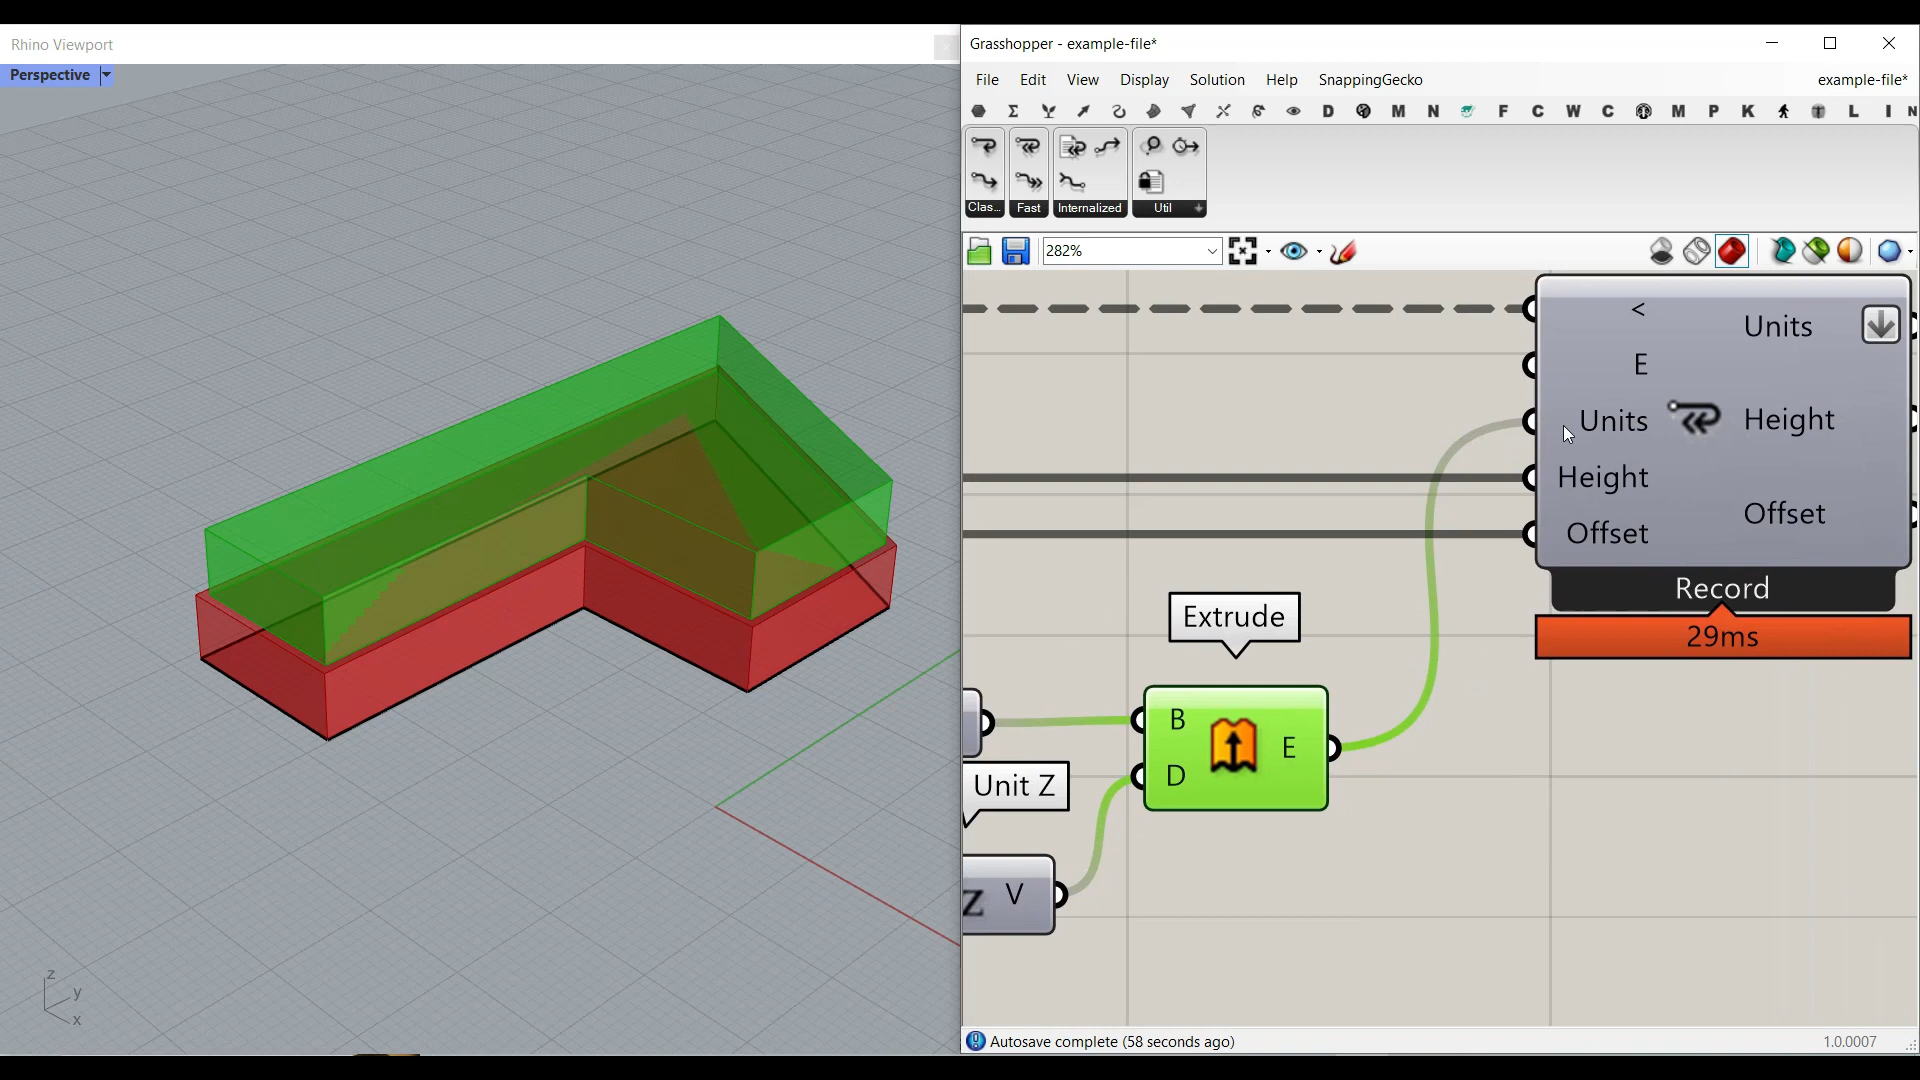 Rhino Viewport
Perspective
z
y
x
Grasshopper - example-file*
File Edit View Display Solution Help SnappingGecko example-file*
D M N F C W C M P K L I N
Clas... Fast Internalized Util
282%
< Units
E
Units Height
Height
Offset Offset
Record
29ms
Extrude
B
E
D
Unit Z
Z V
Autosave complete (58 seconds ago) 1.0.0007